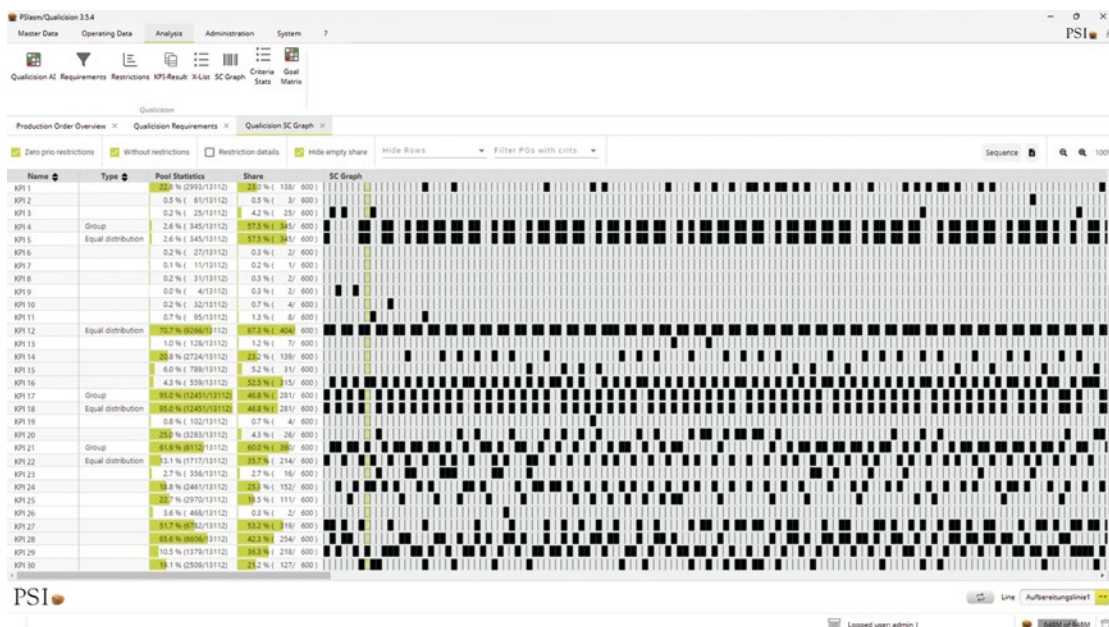 PSIasm/Qualicision 3.5.4
Master Data Operating Data Analysis Administration System ?
PSI
Qualicision AI Requirements Restrictions KPI-Result X-List SC Graph Criteria Stats Goal Matrix
Qualicision
Production Order Overview × Qualicision Requirements × Qualicision SC Graph ×
Zero prio restrictions Without restrictions Restriction details Hide empty share Hide Rows Filter POs with crits Sequence 100%
Name Type Pool Statistics Share SC Graph
KPI 1 22,8 % (2993/13112) 23,0 % ( 138/ 600 )
KPI 2 0.5 % ( 61/13112) 0.5 % ( 3/ 600 )
KPI 3 0.2 % ( 25/13112) 4.2 % ( 25/ 600 )
KPI 4 Group 2.6 % ( 345/13112) 57.5 % ( 345/ 600 )
KPI 5 Equal distribution 2.6 % ( 345/13112) 57.5 % ( 345/ 600 )
KPI 6 0.2 % ( 27/13112) 0.3 % ( 2/ 600 )
KPI 7 0.1 % ( 11/13112) 0.2 % ( 1/ 600 )
KPI 8 0.2 % ( 31/13112) 0.3 % ( 2/ 600 )
KPI 9 0.0 % ( 4/13112) 0.3 % ( 2/ 600 )
KPI 10 0.2 % ( 32/13112) 0.7 % ( 4/ 600 )
KPI 11 0.7 % ( 95/13112) 1.3 % ( 8/ 600 )
KPI 12 Equal distribution 70.7 % (9266/13112) 67.3 % ( 404/ 600 )
KPI 13 1.0 % ( 128/13112) 1.2 % ( 7/ 600 )
KPI 14 20.8 % (2724/13112) 23.2 % ( 139/ 600 )
KPI 15 6.0 % ( 789/13112) 5.2 % ( 31/ 600 )
KPI 16 4.3 % ( 559/13112) 52.5 % ( 315/ 600 )
KPI 17 Group 95.0 % (12451/13112) 46.8 % ( 281/ 600 )
KPI 18 Equal distribution 95.0 % (12451/13112) 46.8 % ( 281/ 600 )
KPI 19 0.8 % ( 102/13112) 0.7 % ( 4/ 600 )
KPI 20 25.0 % (3283/13112) 4.3 % ( 26/ 600 )
KPI 21 Group 61.9 % (8112/13112) 60.0 % ( 360/ 600 )
KPI 22 Equal distribution 13.1 % (1717/13112) 35.7 % ( 214/ 600 )
KPI 23 2.7 % ( 356/13112) 2.7 % ( 16/ 600 )
KPI 24 18.8 % (2461/13112) 25.3 % ( 152/ 600 )
KPI 25 22.7 % (2970/13112) 18.5 % ( 111/ 600 )
KPI 26 3.6 % ( 468/13112) 0.3 % ( 2/ 600 )
KPI 27 51.7 % (6782/13112) 53.2 % ( 319/ 600 )
KPI 28 65.6 % (8606/13112) 42.3 % ( 254/ 600 )
KPI 29 10.5 % (1379/13112) 36.3 % ( 218/ 600 )
KPI 30 19.1 % (2509/13112) 21.2 % ( 127/ 600 )
PSI Line Aufbereitungslinie1
Logged user: admin